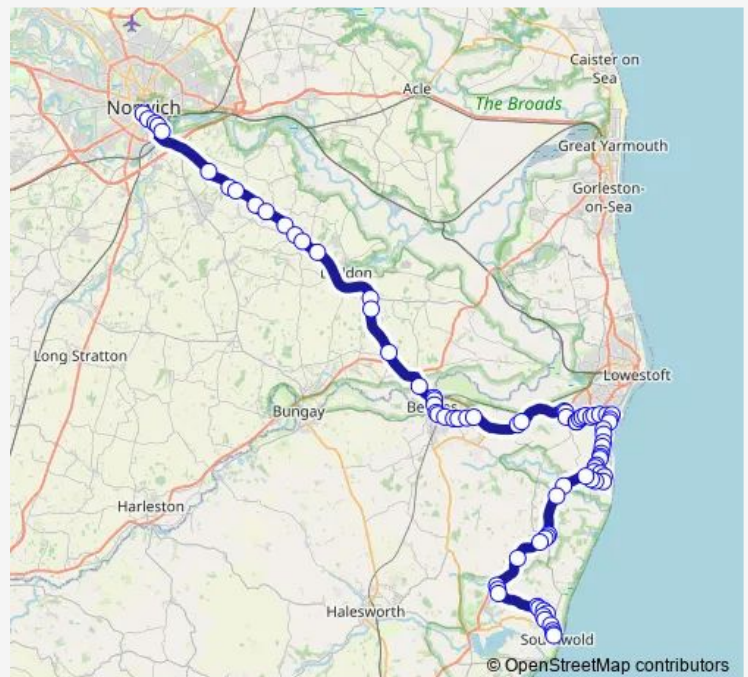 Caister on
Sea
Acle
Norwich
The Broads
Great Yarmouth
Gorleston-
on-Sea
Long Stratton
Lowestoft
Bungay
Harleston
Halesworth
© OpenStreetMap contributors